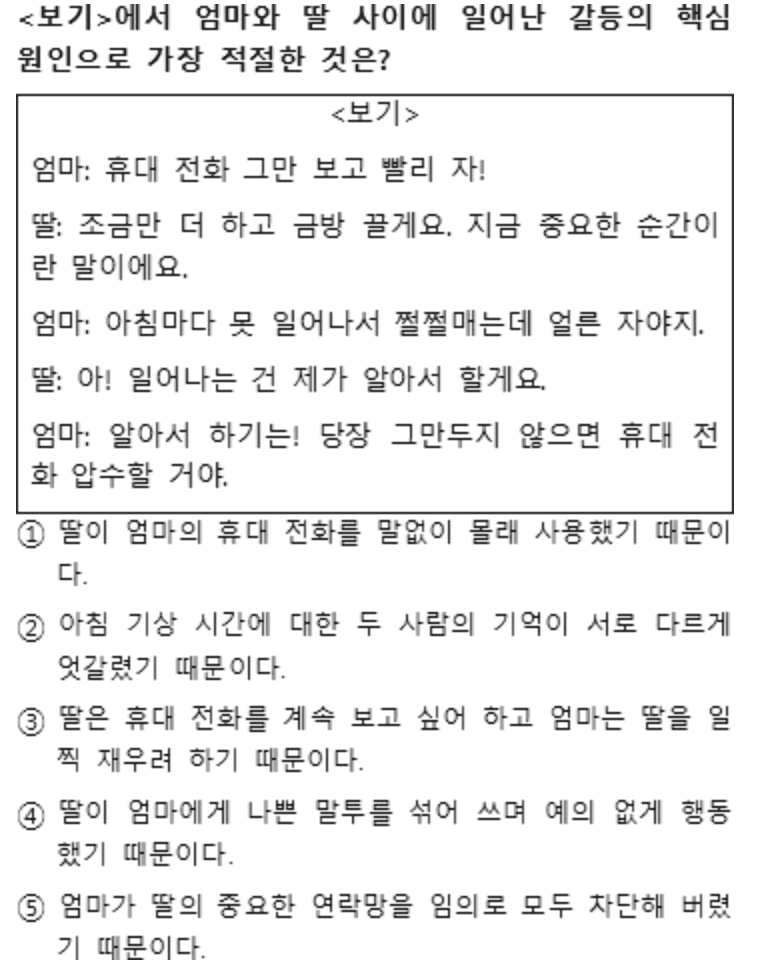 <보기>에서 엄마와 딸 사이에 일어난 갈등의 핵심
원인으로 가장 적절한 것은?
<보기>
엄마: 휴대 전화 그만 보고 빨리 자!
딸: 조금만 더 하고 금방 끌게요. 지금 중요한 순간이
란 말이에요.
엄마: 아침마다 못 일어나서 쩔쩔매는데 얼른 자야지.
딸: 아! 일어나는 건 제가 알아서 할게요.
엄마: 알아서 하기는! 당장 그만두지 않으면 휴대 전
화 압수할 거야.
① 딸이 엄마의 휴대 전화를 말없이 몰래 사용했기 때문이
다.
② 아침 기상 시간에 대한 두 사람의 기억이 서로 다르게
엇갈렸기 때문이다.
③ 딸은 휴대 전화를 계속 보고 싶어 하고 엄마는 딸을 일
찍 재우려 하기 때문이다.
④ 딸이 엄마에게 나쁜 말투를 섞어 쓰며 예의 없게 행동
했기 때문이다.
⑤ 엄마가 딸의 중요한 연락망을 임의로 모두 차단해 버렸
기 때문이다.